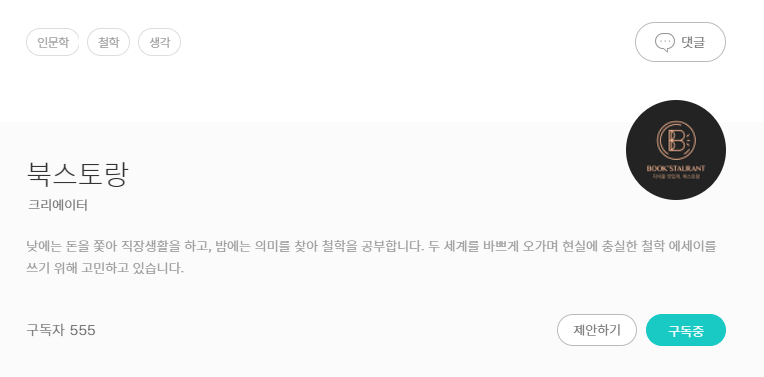 인문학
철학
생각
댓글
BOOK'STAURANT
지식을 맛있게, 북스토랑
북스토랑
크리에이터
낮에는 돈을 쫓아 직장생활을 하고, 밤에는 의미를 찾아 철학을 공부합니다. 두 세계를 바쁘게 오가며 현실에 충실한 철학 에세이를
쓰기 위해 고민하고 있습니다.
구독자 555
제안하기
구독중